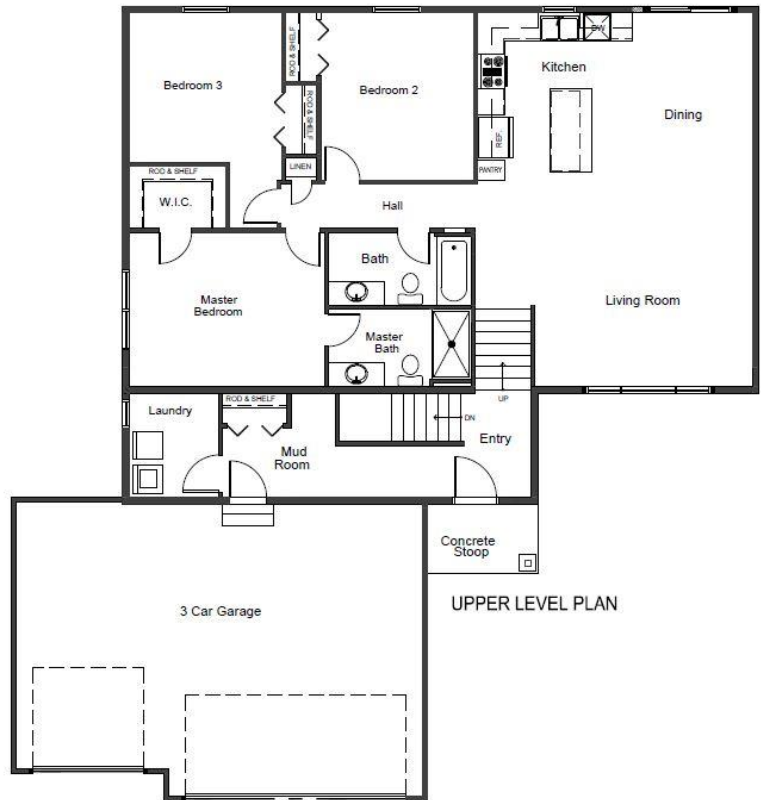 ROD & SHELF
DW
Kitchen
Bedroom 3
Bedroom 2
ROD & SHELF
Dining
REF.
LINEN
PANTRY
ROD & SHELF
W.I.C.
Hall
Bath
Master
Bedroom
Living Room
Master
Bath
UP
ROD & SHELF
Laundry
DN
Entry
Mud
Room
Concrete
Stoop
UPPER LEVEL PLAN
3 Car Garage